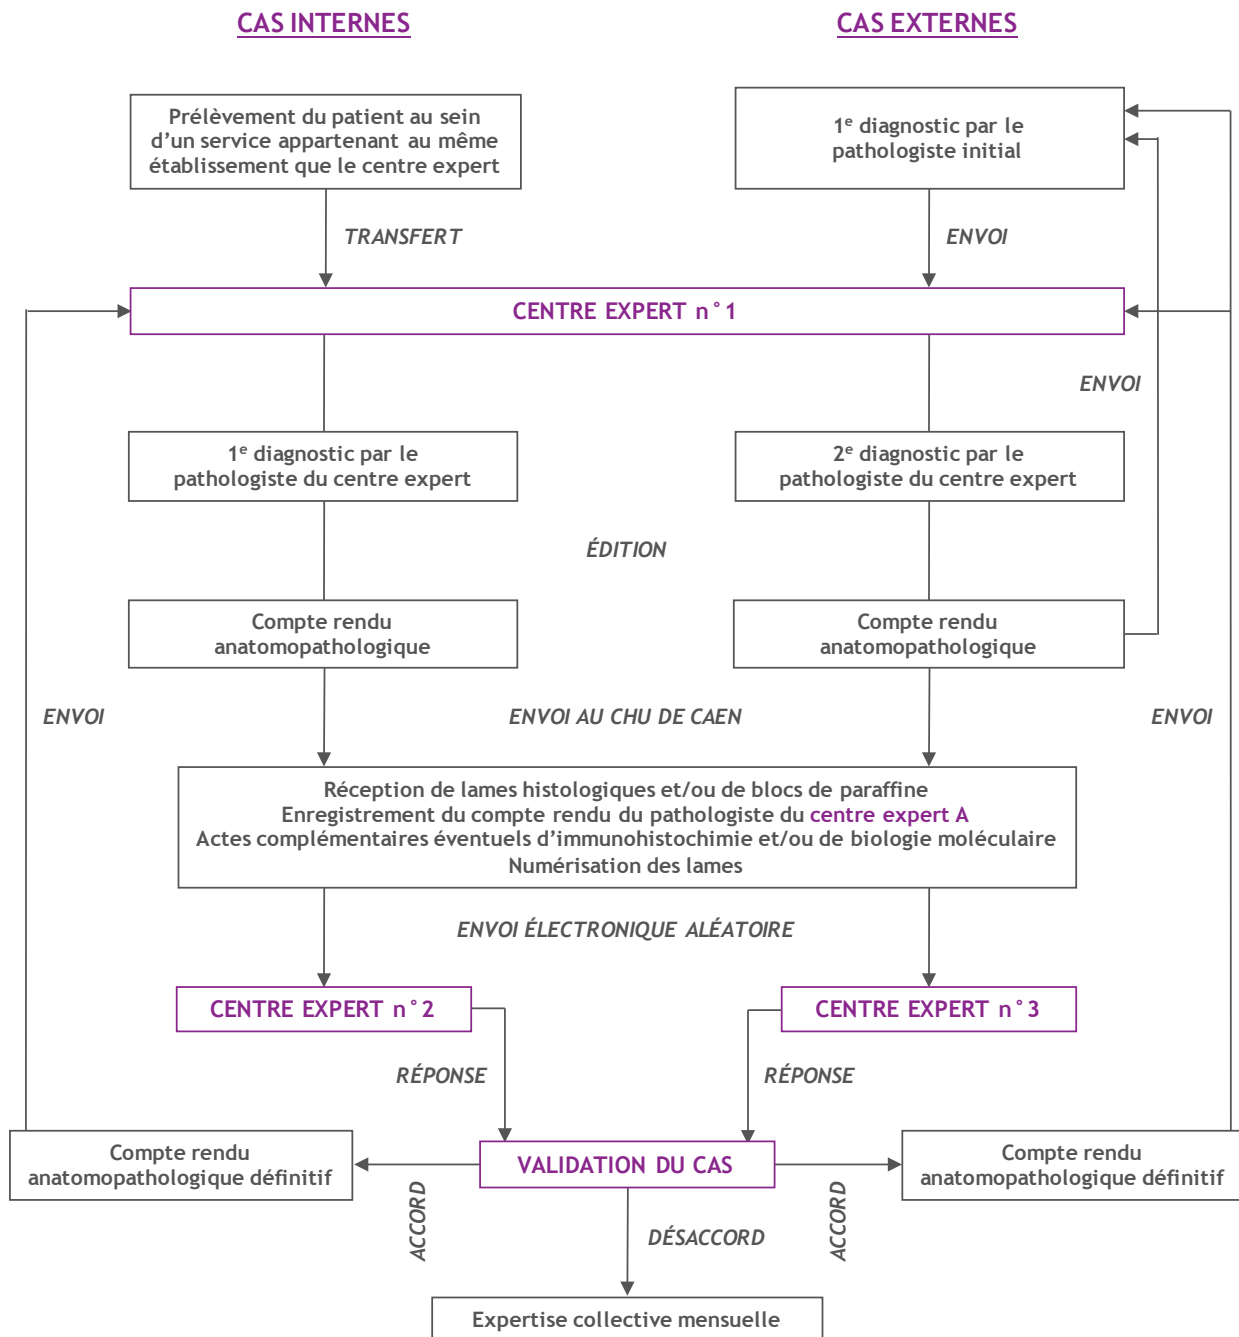 CAS INTERNES
CAS EXTERNES
Prélèvement du patient au sein
d'un service appartenant au même
établissement que le centre expert
1e diagnostic par le
pathologiste initial
TRANSFERT
ENVOI
CENTRE EXPERT n°1
ENVOI
1e diagnostic par le
pathologiste du centre expert
2e diagnostic par le
pathologiste du centre expert
ÉDITION
Compte rendu
anatomopathologique
Compte rendu
anatomopathologique
ENVOI
ENVOI AU CHU DE CAEN
ENVOI
Réception de lames histologiques et/ou de blocs de paraffine
Enregistrement du compte rendu du pathologiste du centre expert A
Actes complémentaires éventuels d'immunohistochimie et/ou de biologie moléculaire
Numérisation des lames
ENVOI ÉLECTRONIQUE ALÉATOIRE
CENTRE EXPERT n°2
CENTRE EXPERT n°3
RÉPONSE
RÉPONSE
Compte rendu
anatomopathologique définitif
VALIDATION DU CAS
Compte rendu
anatomopathologique définitif
ACCORD
DÉSACCORD
ACCORD
Expertise collective mensuelle